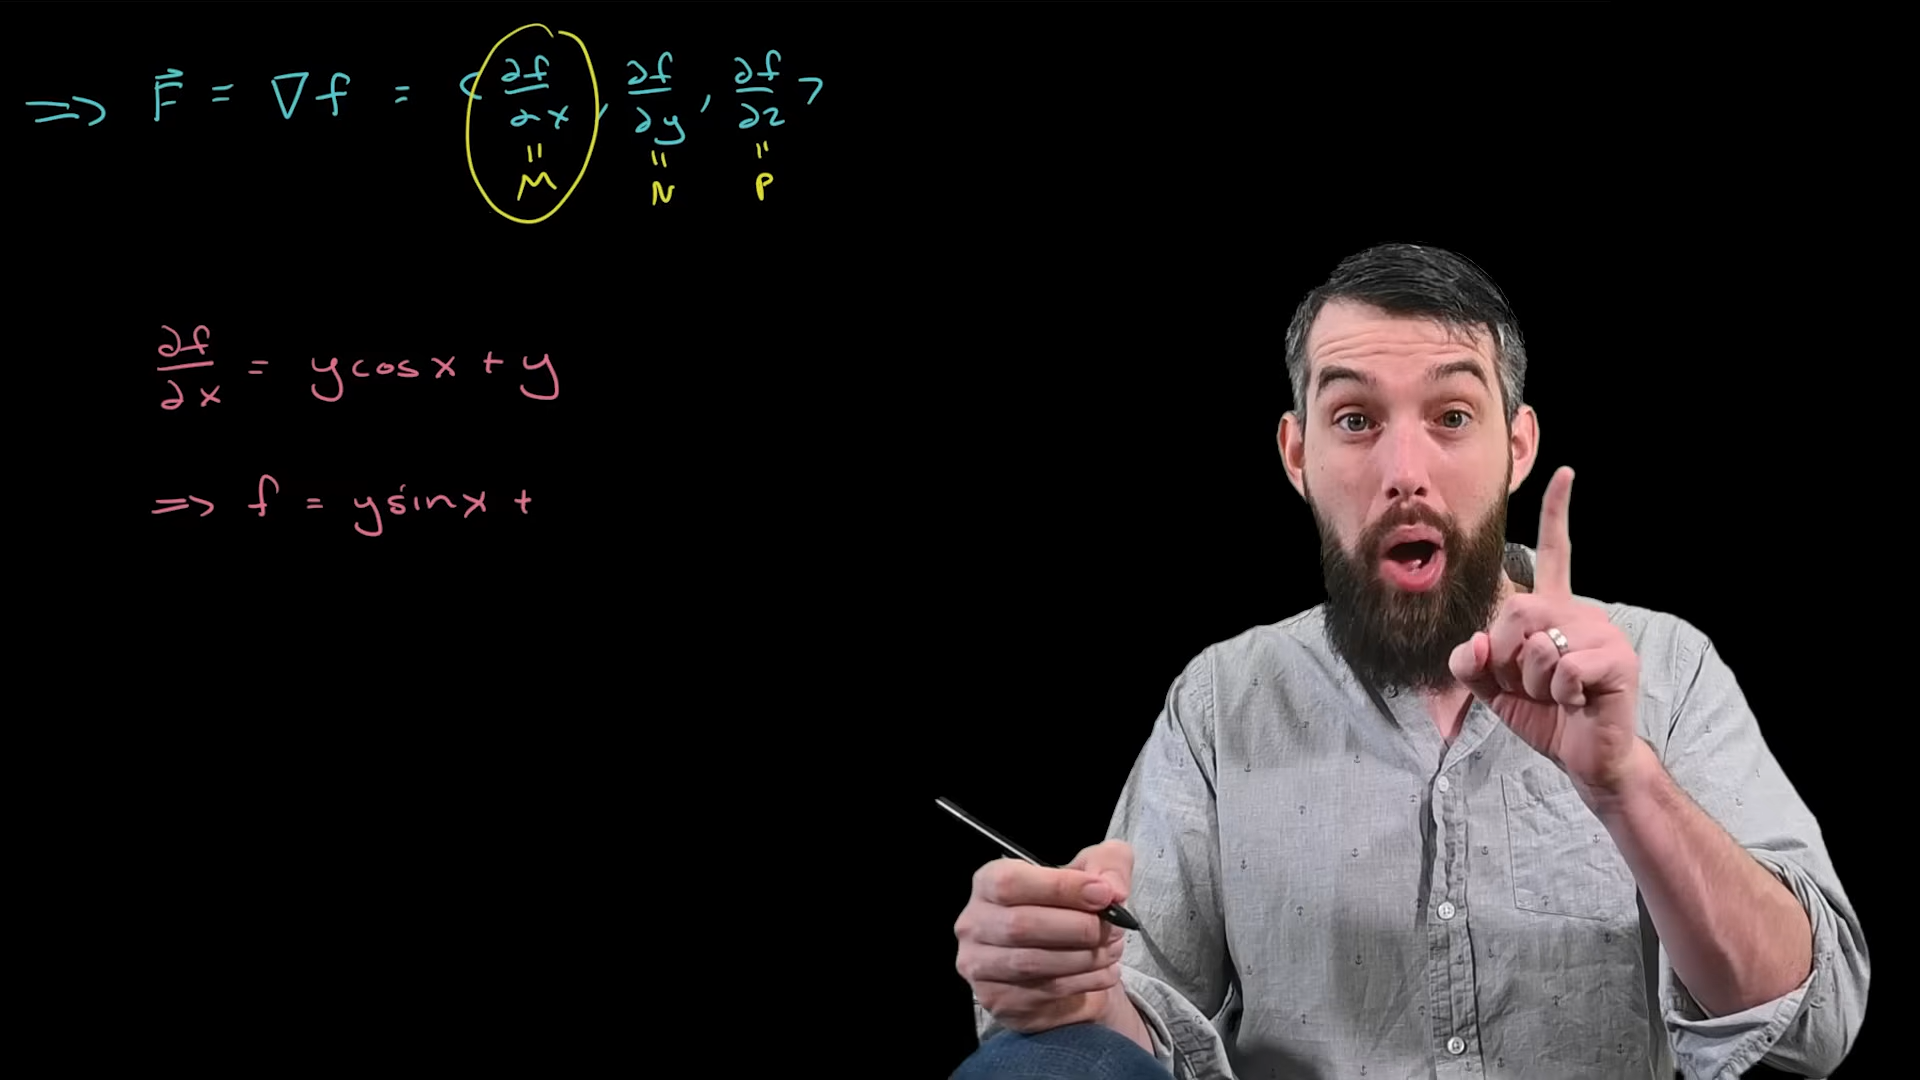 ⇒ F⃗ = ∇f = < ∂f/∂x , ∂f/∂y , ∂f/∂z >
= = =
M N P
∂f/∂x = y cos x + y
⇒ f = y sin x +